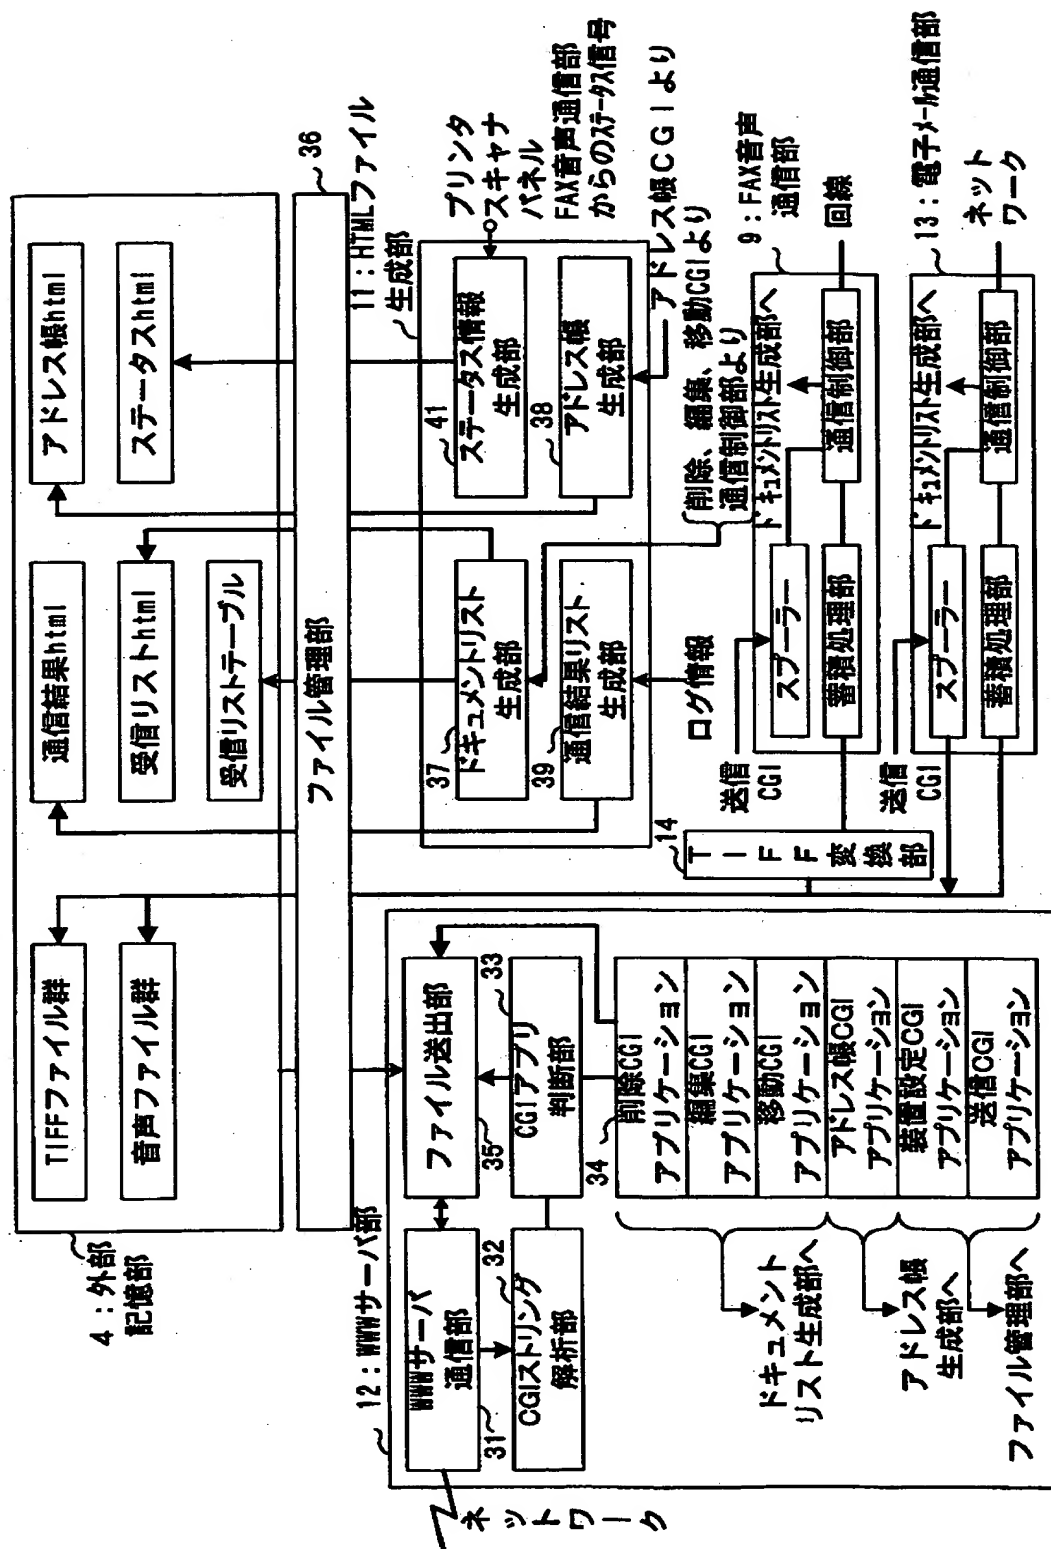 4：外部
記憶部
TIFFファイル群
音声ファイル群
通信結果html
受信リストhtml
受信リストテーブル
アドレス帳html
ステータスhtml
ファイル管理部
36
12：WWWサーバ部
WWWサーバ
通信部
31
CGIストリング
解析部
32
ファイル送出部
35
CGIアプリ
判断部
33
34
削除CGI
アプリケーション
編集CGI
アプリケーション
移動CGI
アプリケーション
アドレス帳CGI
アプリケーション
装置設定CGI
アプリケーション
送信CGI
アプリケーション
ドキュメント
リスト生成部へ
アドレス帳
生成部へ
ファイル管理部へ
ネットワーク
11：HTMLファイル
生成部
37
ドキュメントリスト
生成部
39
通信結果リスト
生成部
41
ステータス情報
生成部
38
アドレス帳
生成部
プリンタ
スキャナ
パネル
FAX音声通信部
からのステータス信号
アドレス帳CGIより
削除、編集、移動CGIより
通信制御部より
ログ情報
14
TIFF変換部
9：FAX音声
通信部
送信
CGI
スプーラー
蓄積処理部
ドキュメントリスト生成部へ
通信制御部
回線
13：電子メール通信部
送信
CGI
スプーラー
蓄積処理部
ドキュメントリスト生成部へ
通信制御部
ネット
ワーク